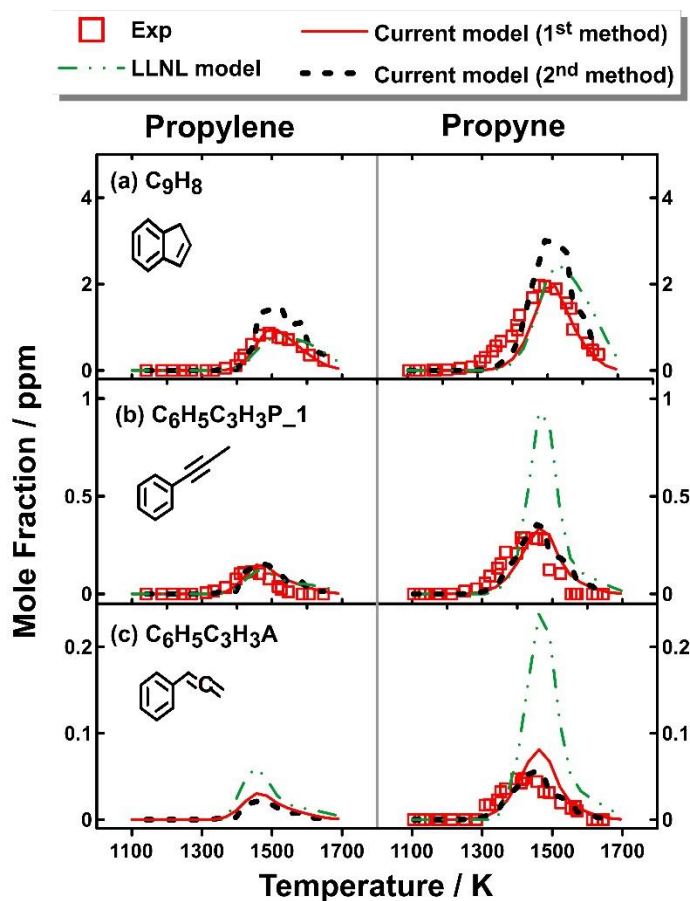 Exp
Current model (1st method)
LLNL model
Current model (2nd method)
Propylene
Propyne
(a) C9H8
4
2
0
4
2
0
(b) C6H5C3H3P_1
1
0.5
0
1
0.5
0
(c) C6H5C3H3A
C
0.2
0.1
0
0.2
0.1
0
1100 1300 1500 1700
1100 1300 1500 1700
Mole Fraction / ppm
Temperature / K